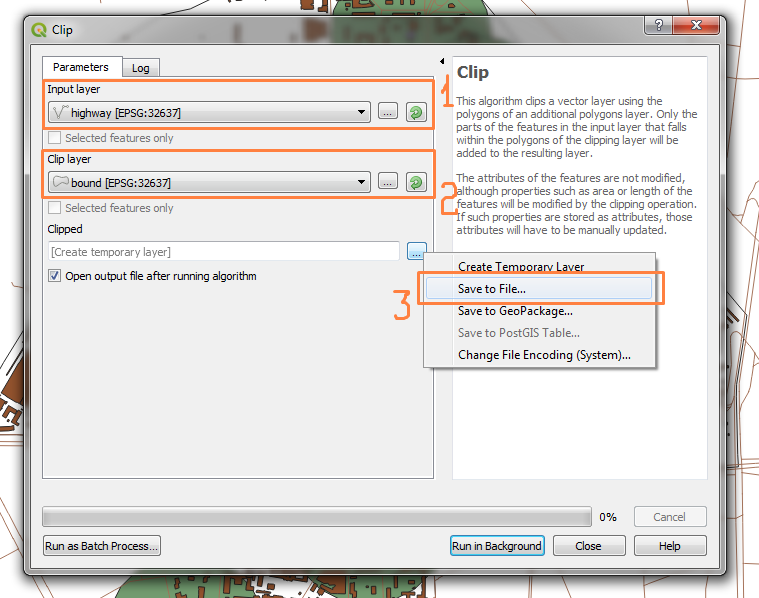 Clip
?
Parameters
Log
Input layer
1
highway [EPSG:32637]
...
Selected features only
Clip layer
2
bound [EPSG:32637]
...
Selected features only
Clipped
[Create temporary layer]
...
Open output file after running algorithm
3
Create Temporary Layer
Save to File...
Save to GeoPackage...
Save to PostGIS Table...
Change File Encoding (System)...
Clip
This algorithm clips a vector layer using the
polygons of an additional polygons layer. Only the
parts of the features in the input layer that falls
within the polygons of the clipping layer will be
added to the resulting layer.
The attributes of the features are not modified,
although properties such as area or length of the
features will be modified by the clipping operation.
If such properties are stored as attributes, those
attributes will have to be manually updated.
0%
Cancel
Run as Batch Process...
Run in Background
Close
Help